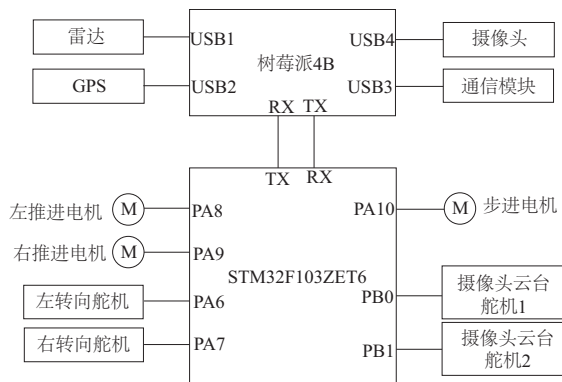 雷达
USB1
USB4
摄像头
树莓派4B
GPS
USB2
USB3
通信模块
RX TX
TX RX
左推进电机
M
PA8
PA10
M
步进电机
右推进电机
M
PA9
STM32F103ZET6
左转向舵机
PA6
PB0
摄像头云台
舵机1
右转向舵机
PA7
PB1
摄像头云台
舵机2